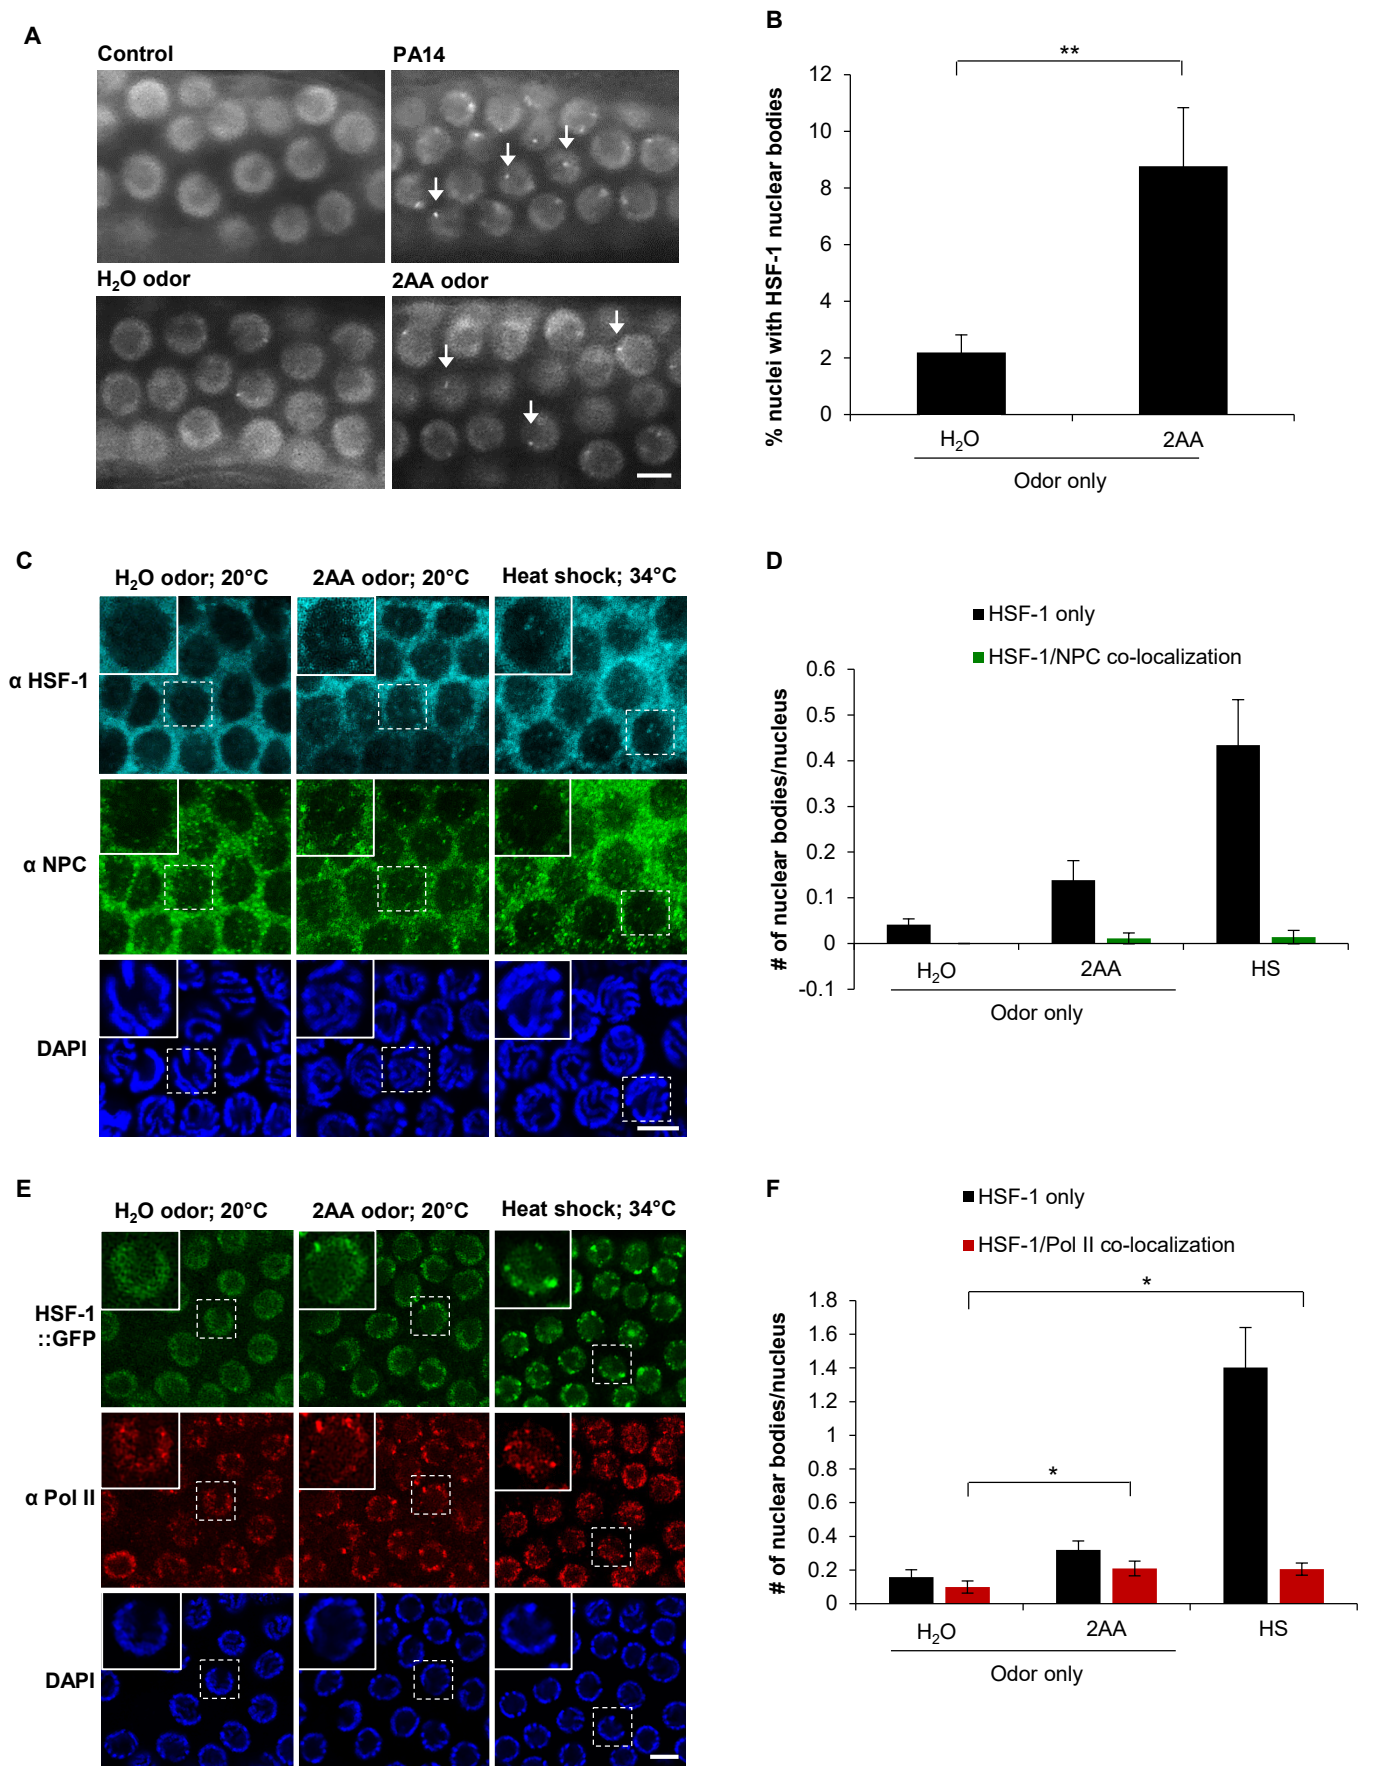 A
Control
PA14
H₂O odor
2AA odor
B
% nuclei with HSF-1 nuclear bodies
12
10
8
6
4
2
0
**
H₂O
2AA
Odor only
C
H₂O odor; 20°C
2AA odor; 20°C
Heat shock; 34°C
α HSF-1
α NPC
DAPI
D
HSF-1 only
HSF-1/NPC co-localization
# of nuclear bodies/nucleus
0.6
0.5
0.4
0.3
0.2
0.1
0
-0.1
H₂O
2AA
HS
Odor only
E
H₂O odor; 20°C
2AA odor; 20°C
Heat shock; 34°C
HSF-1
::GFP
α Pol II
DAPI
F
HSF-1 only
HSF-1/Pol II co-localization
# of nuclear bodies/nucleus
1.8
1.6
1.4
1.2
1
0.8
0.6
0.4
0.2
0
*
*
H₂O
2AA
HS
Odor only